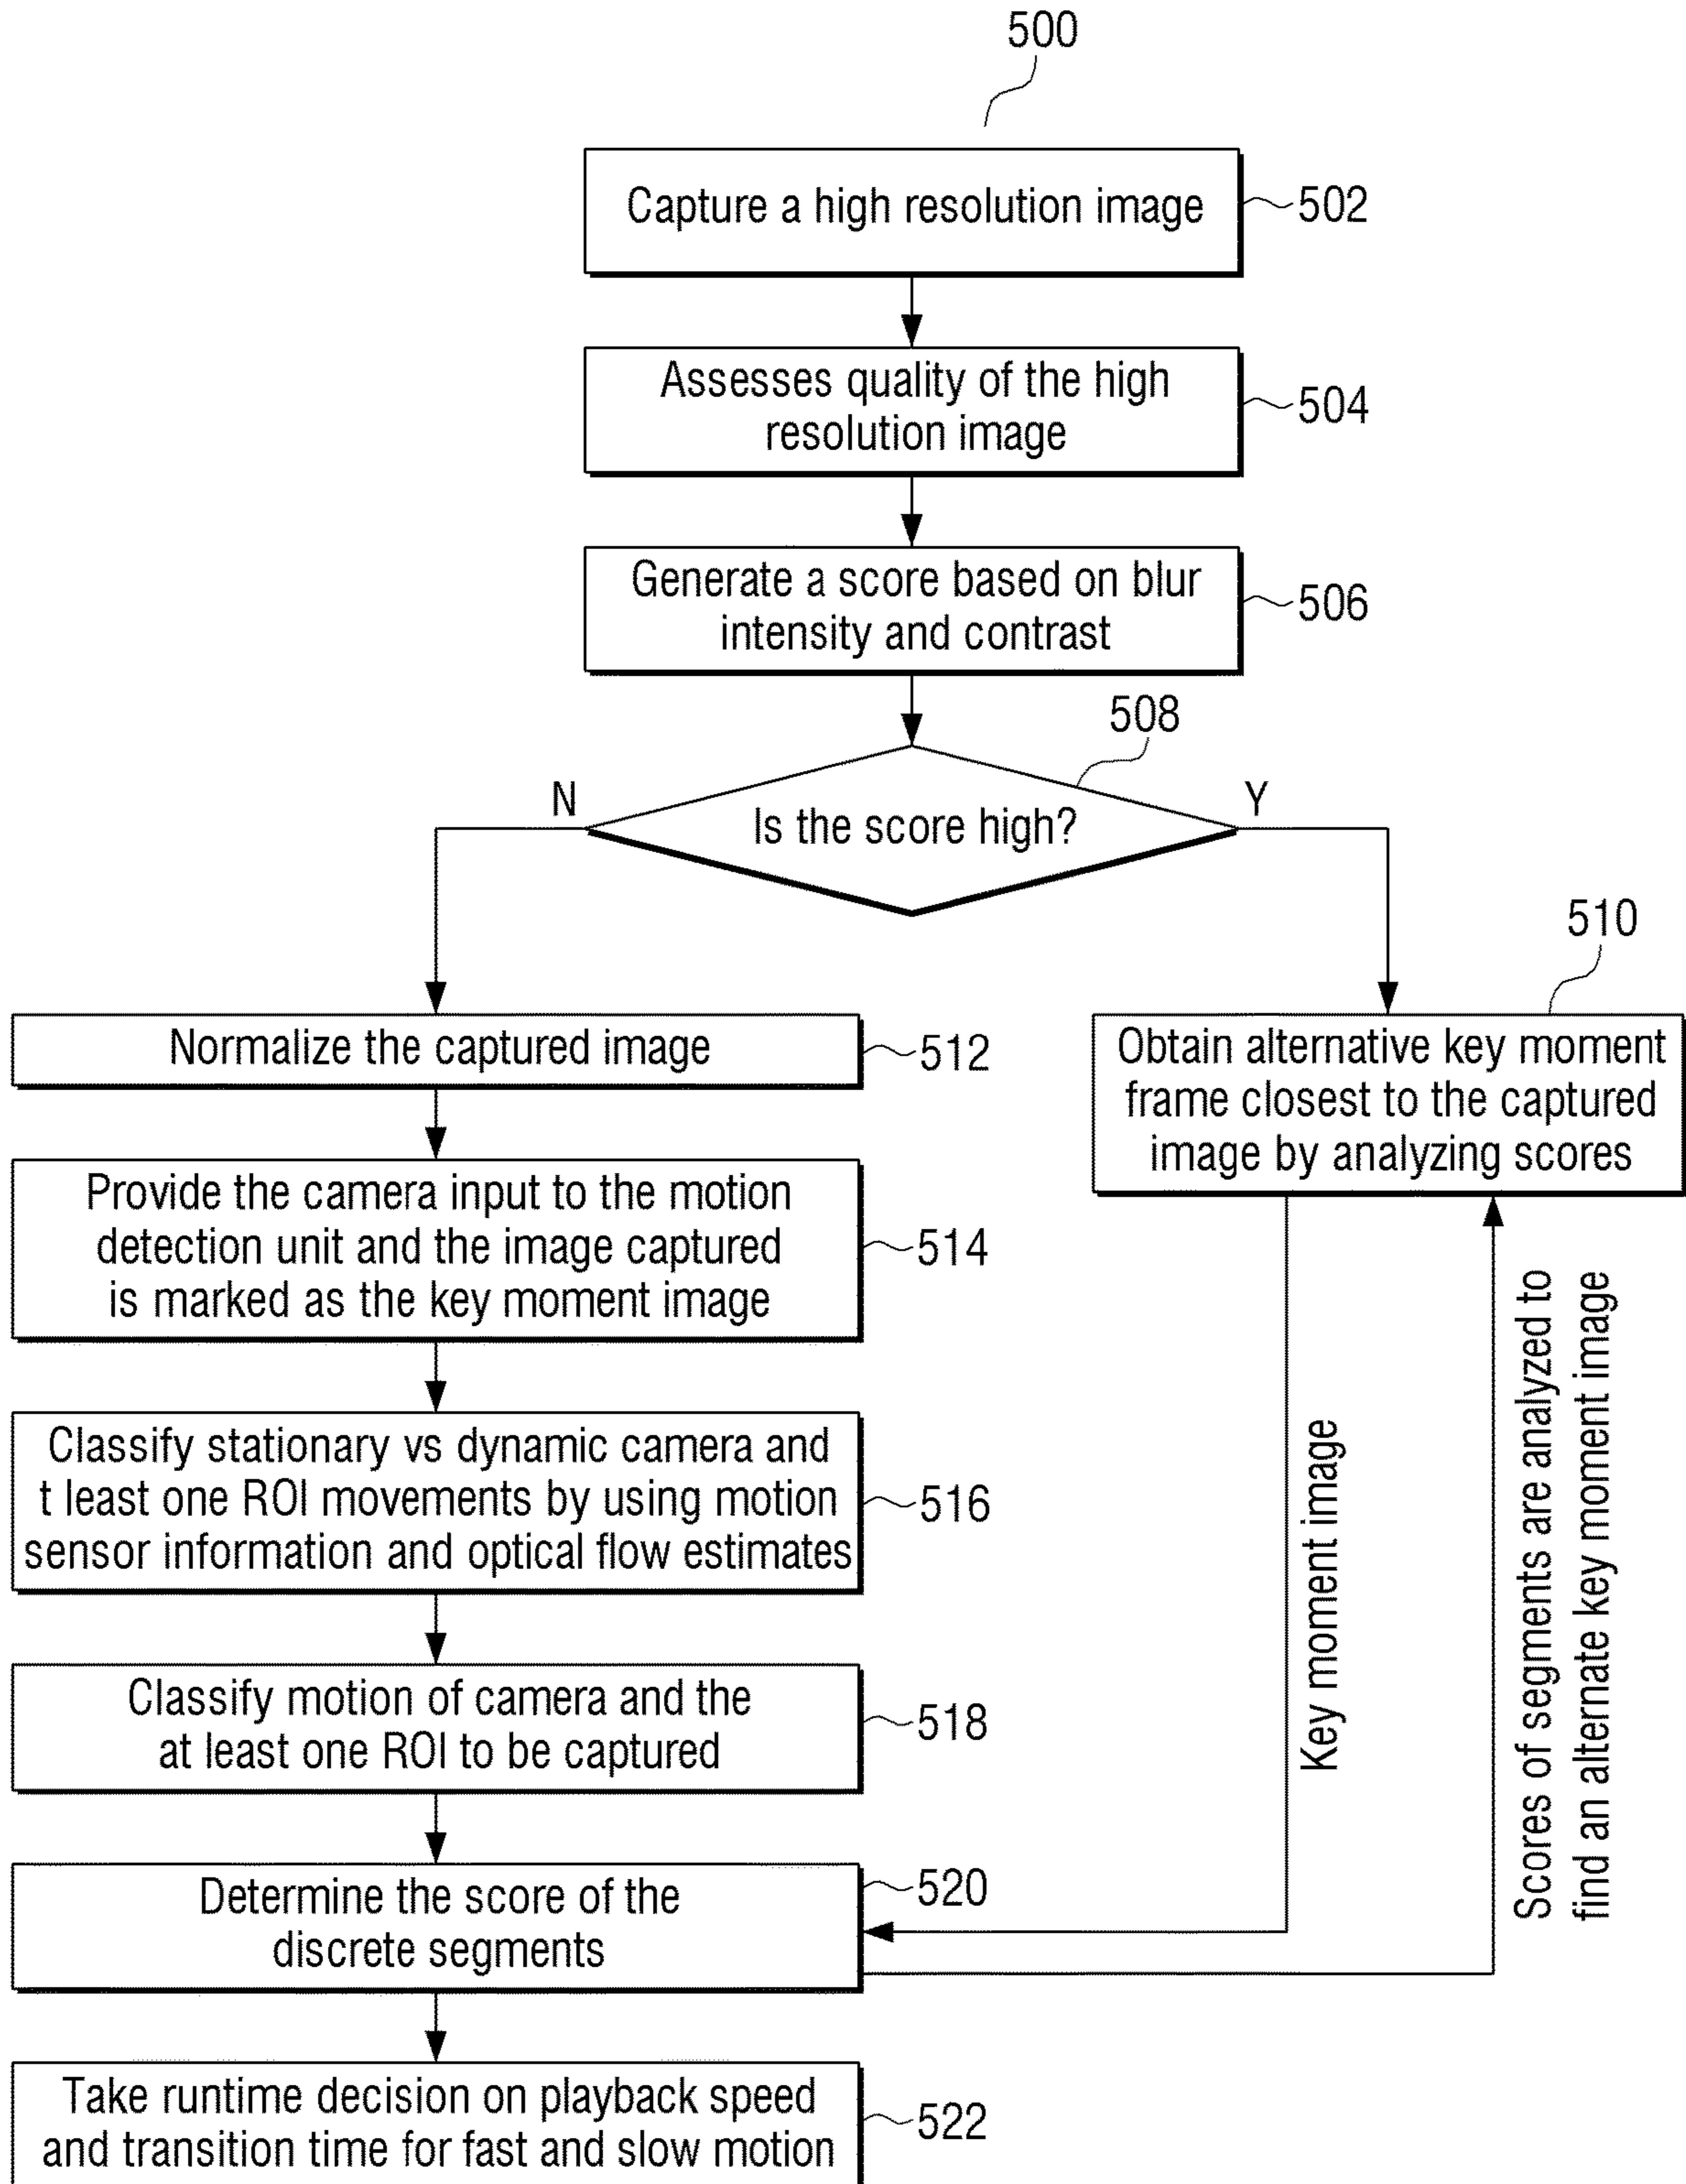 500
Capture a high resolution image
502
Assesses quality of the high
resolution image
504
Generate a score based on blur
intensity and contrast
506
508
N
Is the score high?
Y
510
Normalize the captured image
512
Obtain alternative key moment
frame closest to the captured
image by analyzing scores
Provide the camera input to the motion
detection unit and the image captured
is marked as the key moment image
514
Classify stationary vs dynamic camera and
t least one ROI movements by using motion
sensor information and optical flow estimates
516
Key moment image
Scores of segments are analyzed to
find an alternate key moment image
Classify motion of camera and the
at least one ROI to be captured
518
Determine the score of the
discrete segments
520
Take runtime decision on playback speed
and transition time for fast and slow motion
522